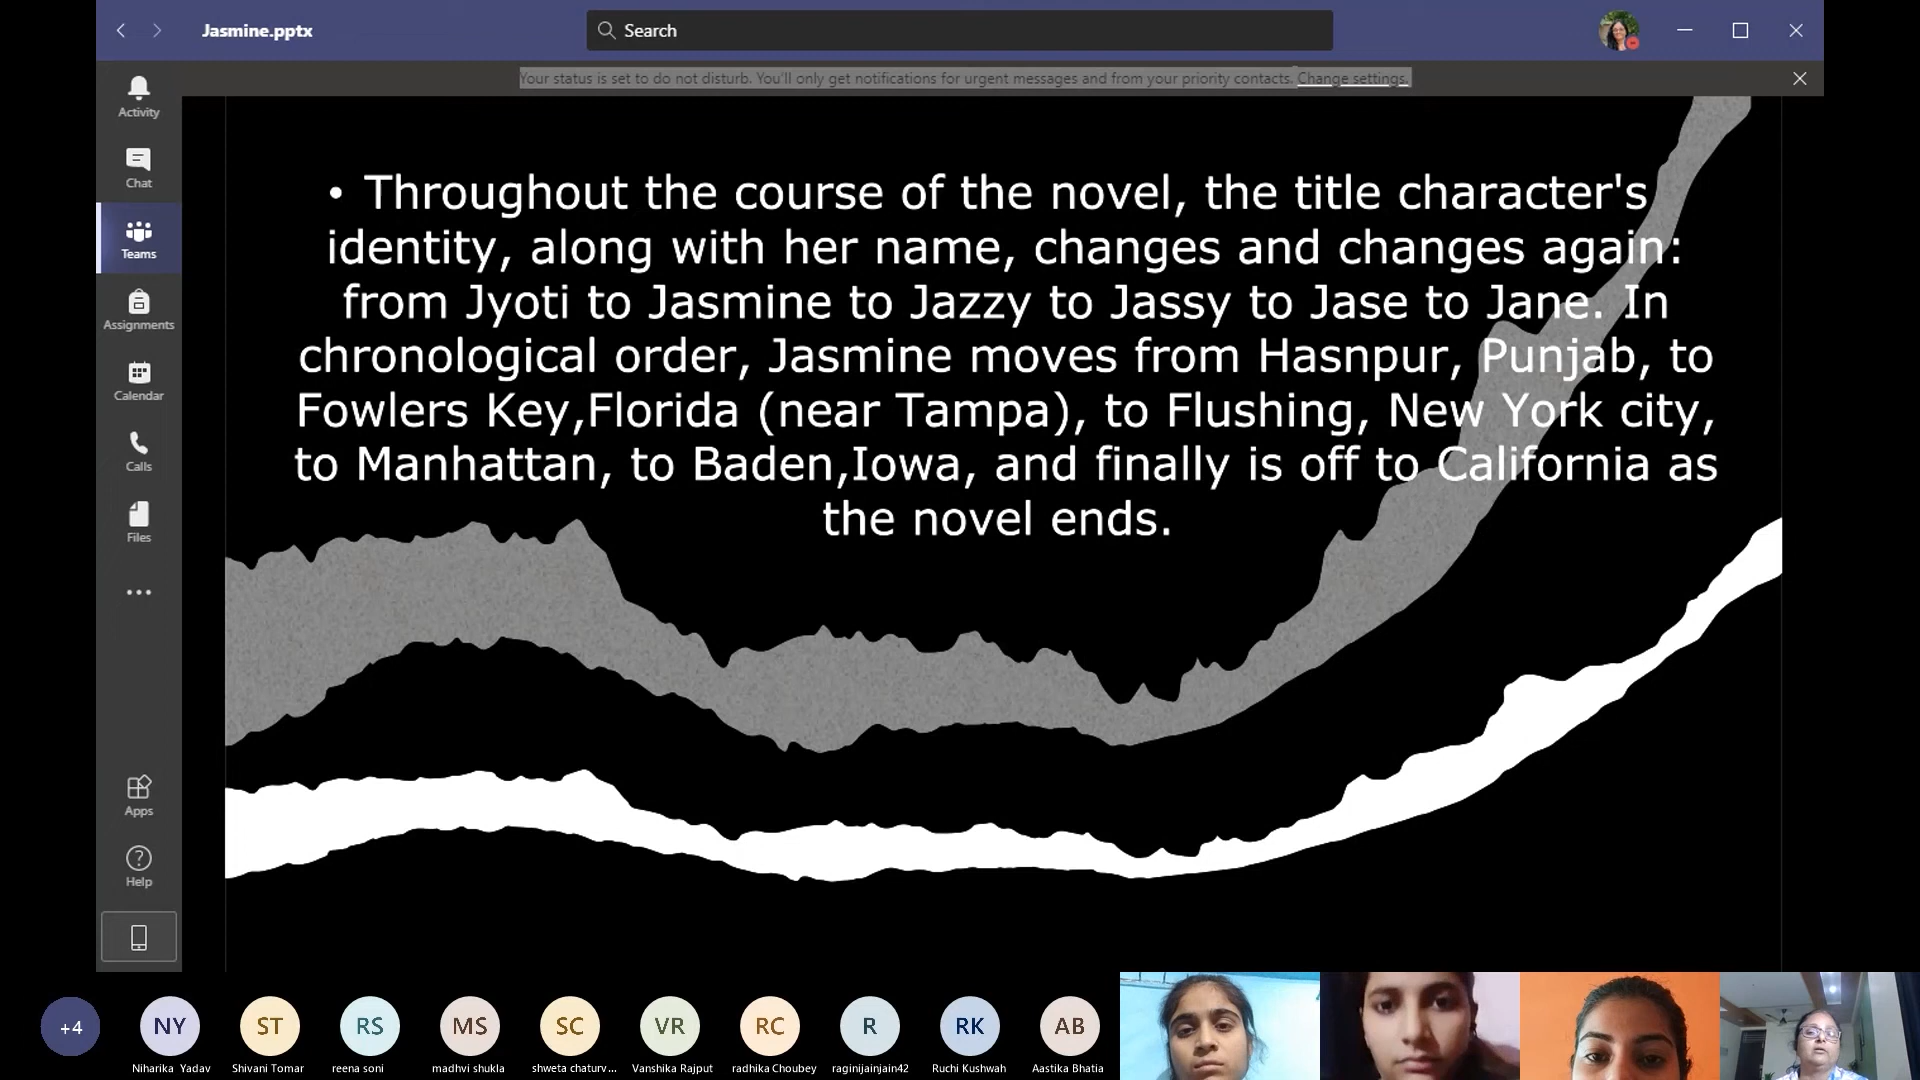 Jasmine.pptx
Search
Your status is set to do not disturb. You'll only get notifications for urgent messages and from your priority contacts. Change settings.
Activity
Chat
Teams
Assignments
Calendar
Calls
Files
Apps
Help
• Throughout the course of the novel, the title character's
identity, along with her name, changes and changes again:
from Jyoti to Jasmine to Jazzy to Jassy to Jase to Jane. In
chronological order, Jasmine moves from Hasnpur, Punjab, to
Fowlers Key,Florida (near Tampa), to Flushing, New York city,
to Manhattan, to Baden,Iowa, and finally is off to California as
the novel ends.
+4
NY
ST
RS
MS
SC
VR
RC
R
RK
AB
Niharika Yadav
Shivani Tomar
reena soni
madhvi shukla
shweta chaturv...
Vanshika Rajput
radhika Choubey
raginijainjain42
Ruchi Kushwah
Aastika Bhatia